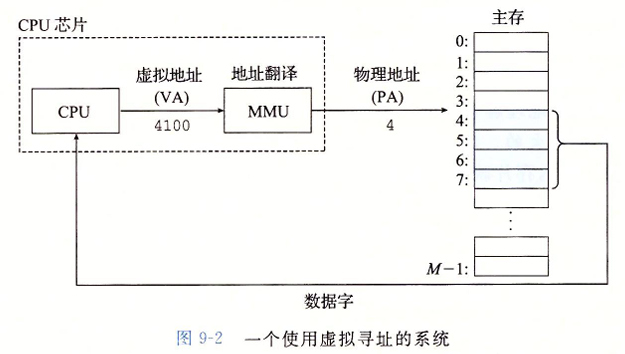 CPU 芯片
主存
虚拟地址
(VA)
地址翻译
物理地址
(PA)
CPU
MMU
4100
4
0:
1:
2:
3:
4:
5:
6:
7:
M−1:
数据字
图 9-2 一个使用虚拟寻址的系统